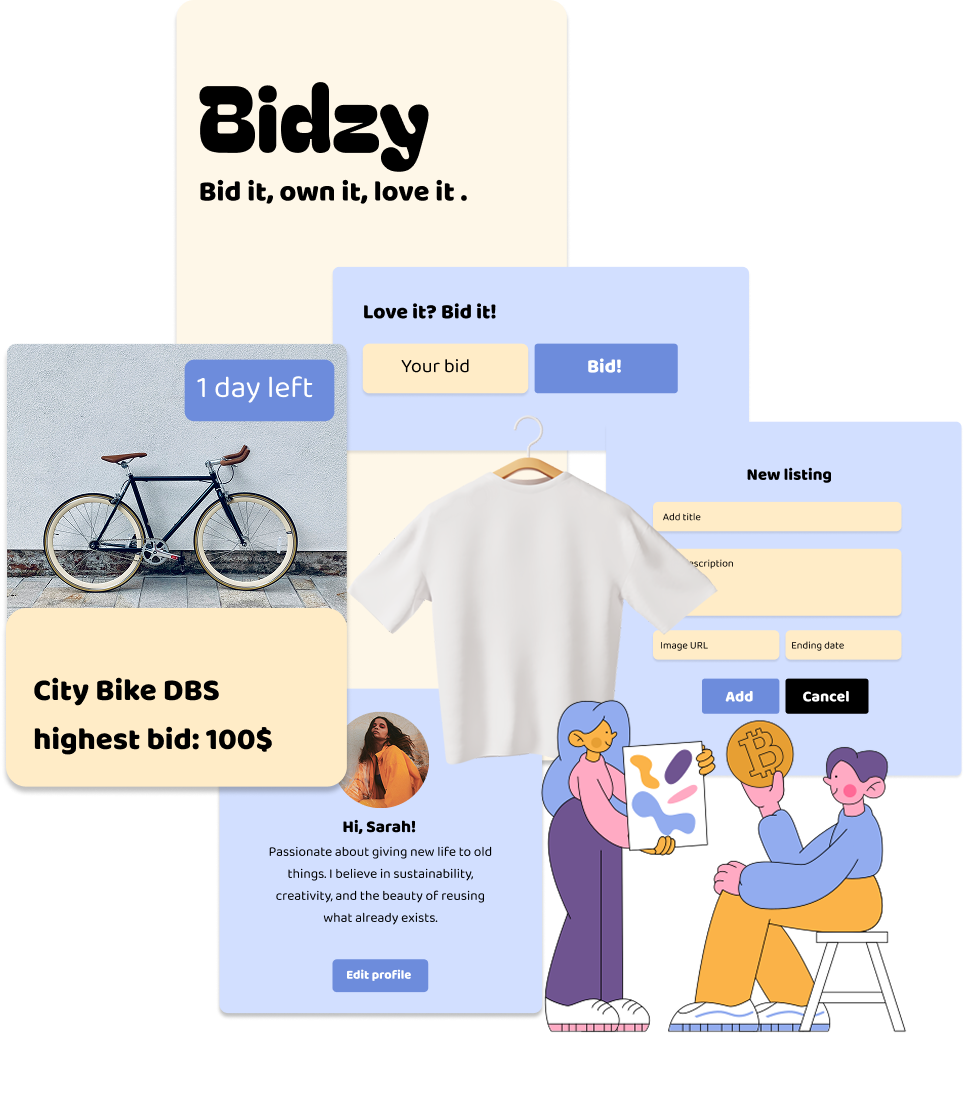 Bidzy
Bid it, own it, love it .
Love it? Bid it!
Your bid
Bid!
1 day left
City Bike DBS
highest bid: 100$
New listing
Add title
Image URL
Ending date
Add
Cancel
Hi, Sarah!
Passionate about giving new life to old
things. I believe in sustainability,
creativity, and the beauty of reusing
what already exists.
Edit profile